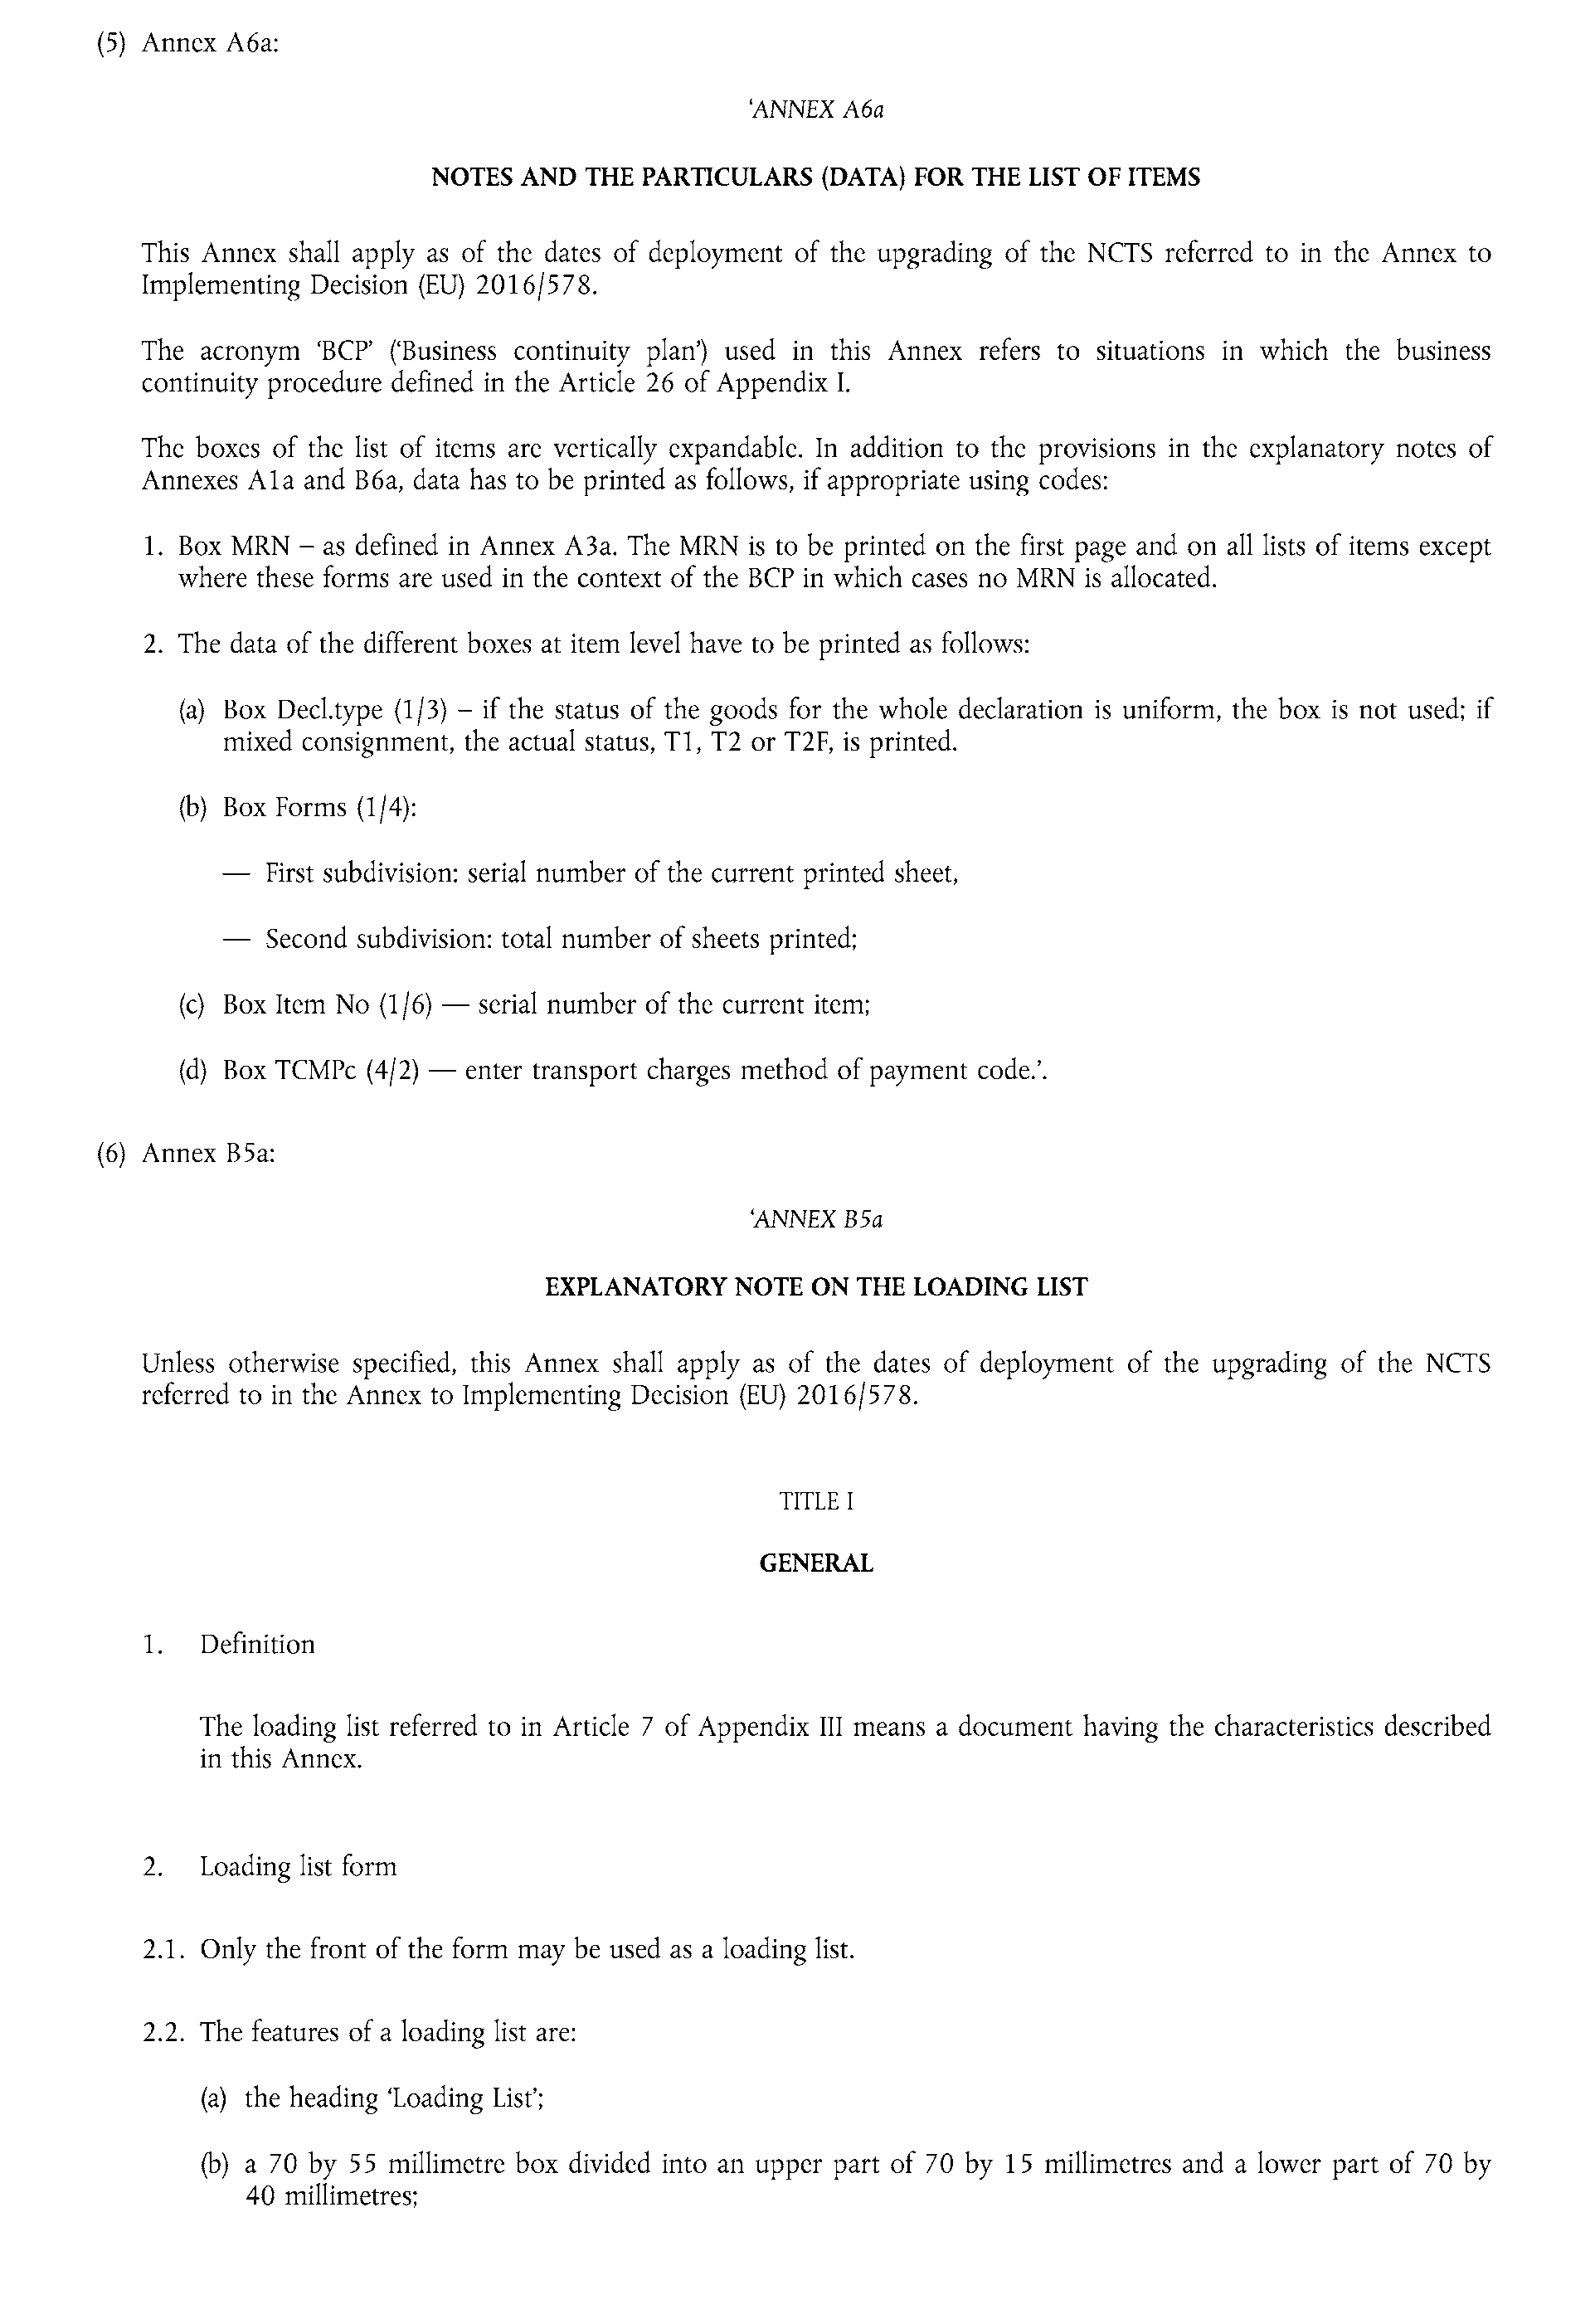 (5) Annex A6a:
‘ANNEX A6a
NOTES AND THE PARTICULARS (DATA) FOR THE LIST OF ITEMS
This Annex shall apply as of the dates of deployment of the upgrading of the NCTS referred to in the Annex to
Implementing Decision (EU) 2016/578.
The acronym ‘BCP’ (‘Business continuity plan’) used in this Annex refers to situations in which the business
continuity procedure defined in the Article 26 of Appendix I.
The boxes of the list of items are vertically expandable. In addition to the provisions in the explanatory notes of
Annexes A1a and B6a, data has to be printed as follows, if appropriate using codes:
1. Box MRN – as defined in Annex A3a. The MRN is to be printed on the first page and on all lists of items except
where these forms are used in the context of the BCP in which cases no MRN is allocated.
2. The data of the different boxes at item level have to be printed as follows:
(a) Box Decl.type (1/3) – if the status of the goods for the whole declaration is uniform, the box is not used; if
mixed consignment, the actual status, T1, T2 or T2F, is printed.
(b) Box Forms (1/4):
— First subdivision: serial number of the current printed sheet,
— Second subdivision: total number of sheets printed;
(c) Box Item No (1/6) — serial number of the current item;
(d) Box TCMPc (4/2) — enter transport charges method of payment code.’.
(6) Annex B5a:
‘ANNEX B5a
EXPLANATORY NOTE ON THE LOADING LIST
Unless otherwise specified, this Annex shall apply as of the dates of deployment of the upgrading of the NCTS
referred to in the Annex to Implementing Decision (EU) 2016/578.
TITLE I
GENERAL
1. Definition
The loading list referred to in Article 7 of Appendix III means a document having the characteristics described
in this Annex.
2. Loading list form
2.1. Only the front of the form may be used as a loading list.
2.2. The features of a loading list are:
(a) the heading ‘Loading List’;
(b) a 70 by 55 millimetre box divided into an upper part of 70 by 15 millimetres and a lower part of 70 by
40 millimetres;